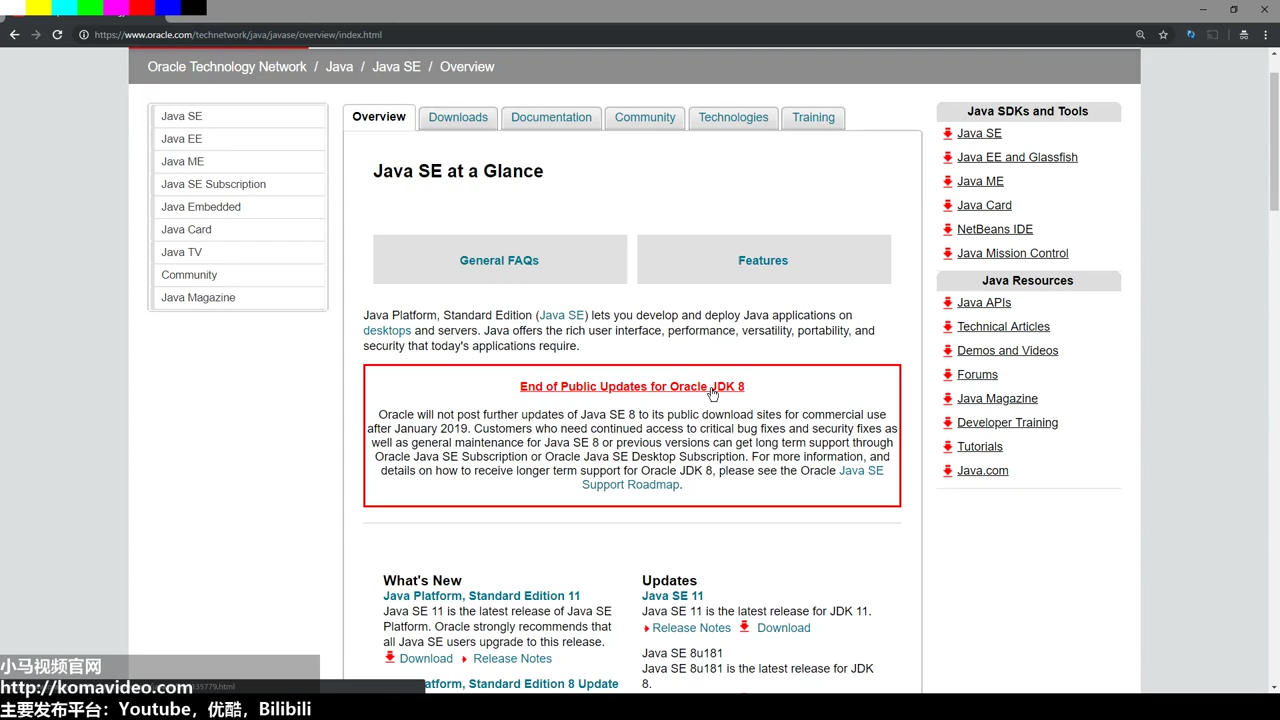 https://www.oracle.com/technetwork/java/javase/overview/index.html
Oracle Technology Network / Java / Java SE / Overview
Java SE
Java EE
Java ME
Java SE Subscription
Java Embedded
Java Card
Java TV
Community
Java Magazine
Overview
Downloads
Documentation
Community
Technologies
Training
Java SE at a Glance
General FAQs
Features
Java Platform, Standard Edition (Java SE) lets you develop and deploy Java applications on
desktops and servers. Java offers the rich user interface, performance, versatility, portability, and
security that today's applications require.
End of Public Updates for Oracle JDK 8
Oracle will not post further updates of Java SE 8 to its public download sites for commercial use
after January 2019. Customers who need continued access to critical bug fixes and security fixes as
well as general maintenance for Java SE 8 or previous versions can get long term support through
Oracle Java SE Subscription or Oracle Java SE Desktop Subscription. For more information, and
details on how to receive longer term support for Oracle JDK 8, please see the Oracle Java SE
Support Roadmap.
What's New
Java Platform, Standard Edition 11
Java SE 11 is the latest release of Java SE
Platform. Oracle strongly recommends that
all Java SE users upgrade to this release.
Download Release Notes
atform, Standard Edition 8 Update
Updates
Java SE 11
Java SE 11 is the latest release for JDK 11.
Release Notes Download
Java SE 8u181
Java SE 8u181 is the latest release for JDK
8.
Java SDKs and Tools
Java SE
Java EE and Glassfish
Java ME
Java Card
NetBeans IDE
Java Mission Control
Java Resources
Java APIs
Technical Articles
Demos and Videos
Forums
Java Magazine
Developer Training
Tutorials
Java.com
小马视频官网
http://komavideo.com
35779.html
主要发布平台：Youtube，优酷，Bilibili